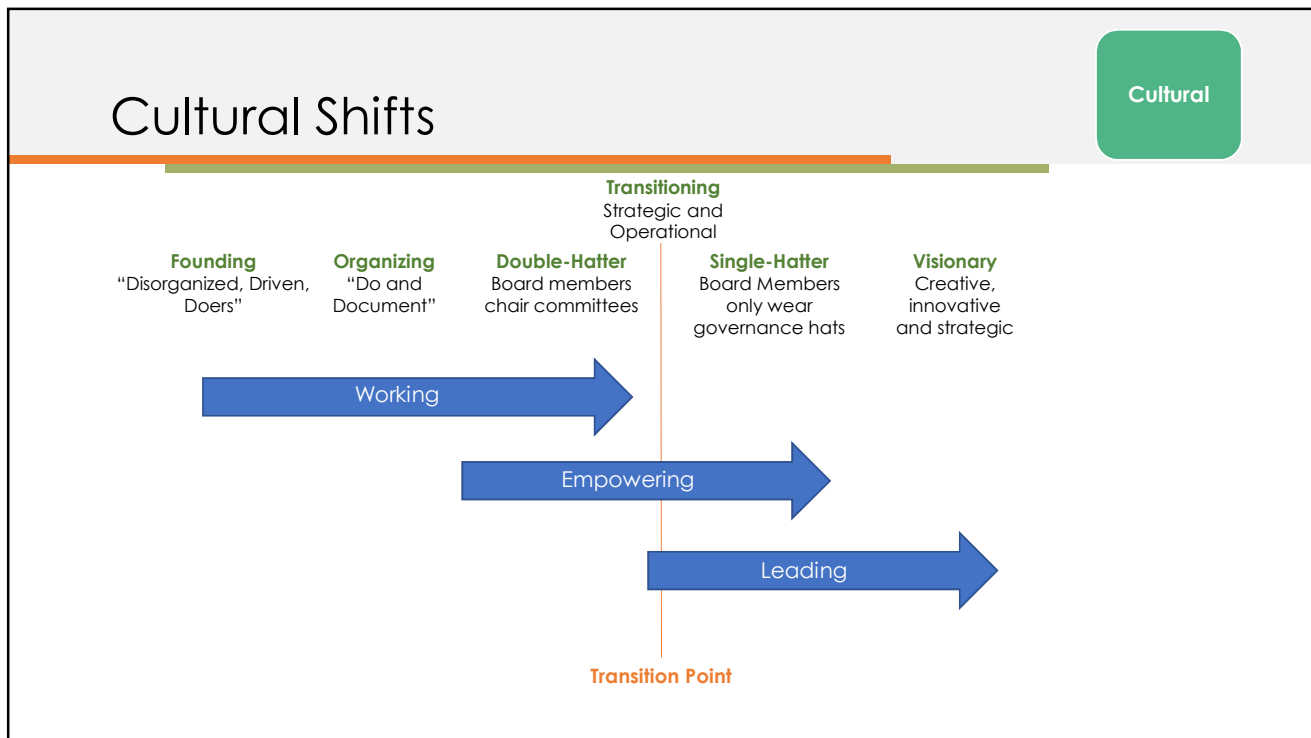 Cultural Shifts
Cultural
Transitioning
Strategic and
Operational
Founding
“Disorganized, Driven,
Doers”
Organizing
“Do and
Document”
Double-Hatter
Board members
chair committees
Single-Hatter
Board Members
only wear
governance hats
Visionary
Creative,
innovative
and strategic
Working
Empowering
Leading
Transition Point